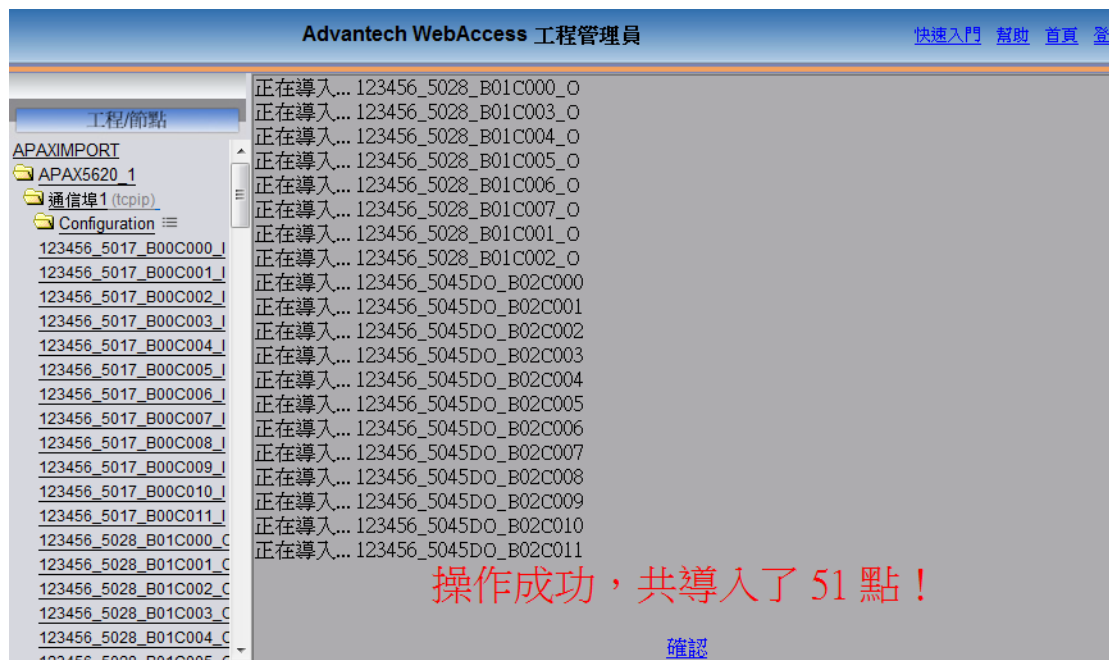 Advantech WebAccess 工程管理員
快速入門 幫助 首頁 登
工程/節點
APAXIMPORT
APAX5620_1
通信埠1 (tcpip)
Configuration
123456_5017_B00C000_I
123456_5017_B00C001_I
123456_5017_B00C002_I
123456_5017_B00C003_I
123456_5017_B00C004_I
123456_5017_B00C005_I
123456_5017_B00C006_I
123456_5017_B00C007_I
123456_5017_B00C008_I
123456_5017_B00C009_I
123456_5017_B00C010_I
123456_5017_B00C011_I
123456_5028_B01C000_O
123456_5028_B01C001_O
123456_5028_B01C002_O
123456_5028_B01C003_O
123456_5028_B01C004_O
正在導入... 123456_5028_B01C000_O
正在導入... 123456_5028_B01C003_O
正在導入... 123456_5028_B01C004_O
正在導入... 123456_5028_B01C005_O
正在導入... 123456_5028_B01C006_O
正在導入... 123456_5028_B01C007_O
正在導入... 123456_5028_B01C001_O
正在導入... 123456_5028_B01C002_O
正在導入... 123456_5045DO_B02C000
正在導入... 123456_5045DO_B02C001
正在導入... 123456_5045DO_B02C002
正在導入... 123456_5045DO_B02C003
正在導入... 123456_5045DO_B02C004
正在導入... 123456_5045DO_B02C005
正在導入... 123456_5045DO_B02C006
正在導入... 123456_5045DO_B02C007
正在導入... 123456_5045DO_B02C008
正在導入... 123456_5045DO_B02C009
正在導入... 123456_5045DO_B02C010
正在導入... 123456_5045DO_B02C011
操作成功，共導入了 51 點！
確認